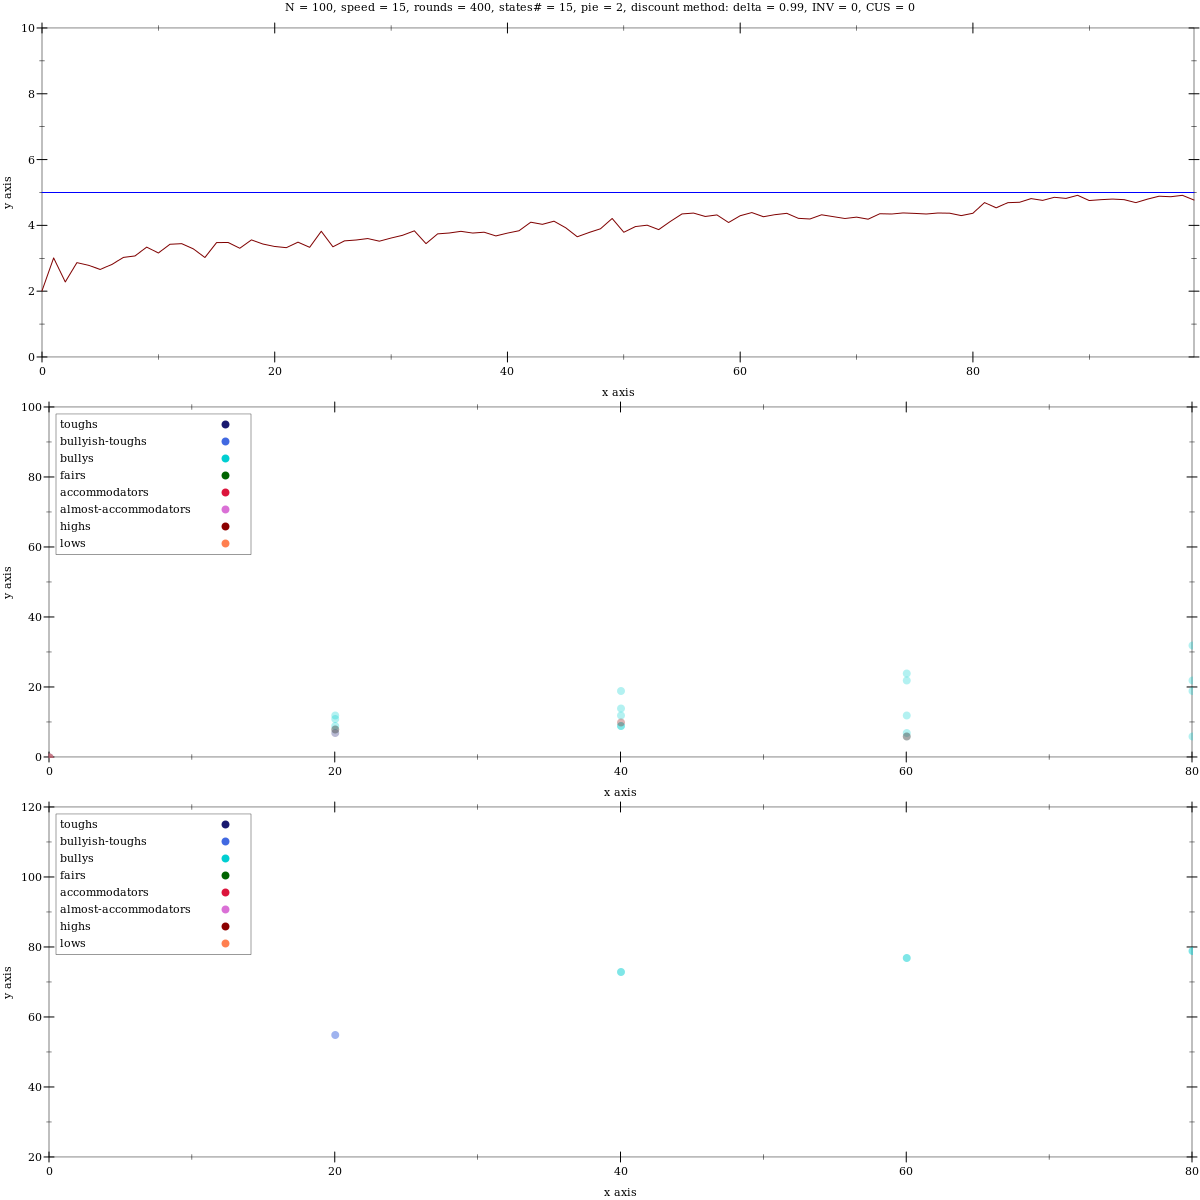 N = 100, speed = 15, rounds = 400, states# = 15, pie = 2, discount method: delta = 0.99, INV = 0, CUS = 0
10
8
6
4
2
0
y axis
0 20 40 60 80
x axis
100
80
60
40
20
0
y axis
toughs
bullyish-toughs
bullys
fairs
accommodators
almost-accommodators
highs
lows
0 20 40 60 80
x axis
120
100
80
60
40
20
y axis
toughs
bullyish-toughs
bullys
fairs
accommodators
almost-accommodators
highs
lows
0 20 40 60 80
x axis